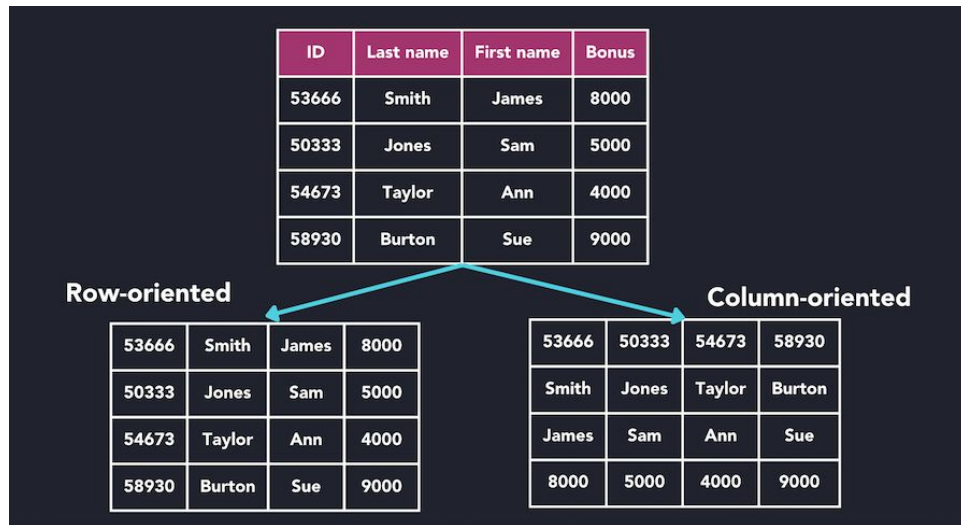 ID Last name First name Bonus
53666 Smith James 8000
50333 Jones Sam 5000
54673 Taylor Ann 4000
58930 Burton Sue 9000
Row-oriented
53666 Smith James 8000
50333 Jones Sam 5000
54673 Taylor Ann 4000
58930 Burton Sue 9000
Column-oriented
53666 50333 54673 58930
Smith Jones Taylor Burton
James Sam Ann Sue
8000 5000 4000 9000